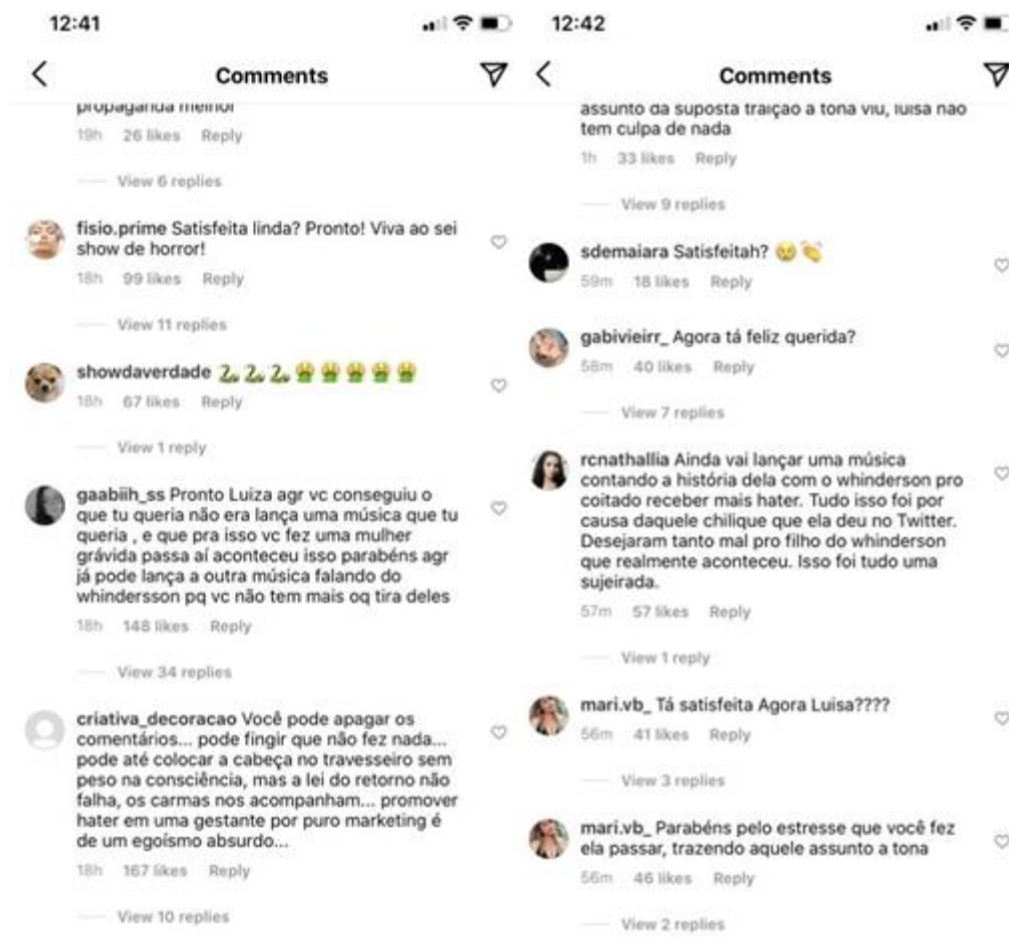 12:41
Comments
propaganda melhor
19h 26 likes Reply
View 6 replies
fisio.prime Satisfeita linda? Pronto! Viva ao sei
show de horror!
18h 99 likes Reply
View 11 replies
showdaverdade 🐍🐍🐍🤮🤮🤮🤮🤮
18h 67 likes Reply
View 1 reply
gaabiih_ss Pronto Luiza agr vc conseguiu o
que tu queria não era lança uma música que tu
queria , e que pra isso vc fez uma mulher
grávida passa aí aconteceu isso parabéns agr
já pode lança a outra música falando do
whindersson pq vc não tem mais oq tira deles
18h 148 likes Reply
View 34 replies
criativa_decoracao Você pode apagar os
comentários... pode fingir que não fez nada...
pode até colocar a cabeça no travesseiro sem
peso na consciência, mas a lei do retorno não
falha, os carmas nos acompanham... promover
hater em uma gestante por puro marketing é
de um egoísmo absurdo...
18h 167 likes Reply
View 10 replies
12:42
Comments
assunto da suposta traição a tona viu, luisa não
tem culpa de nada
1h 33 likes Reply
View 9 replies
sdemaiara Satisfeitah? 😢👏
59m 18 likes Reply
gabivieirr_ Agora tá feliz querida?
58m 40 likes Reply
View 7 replies
rcnathallia Ainda vai lançar uma música
contando a história dela com o whinderson pro
coitado receber mais hater. Tudo isso foi por
causa daquele chilique que ela deu no Twitter.
Desejaram tanto mal pro filho do whinderson
que realmente aconteceu. Isso foi tudo uma
sujeirada.
57m 57 likes Reply
View 1 reply
mari.vb_ Tá satisfeita Agora Luisa????
56m 41 likes Reply
View 3 replies
mari.vb_ Parabéns pelo estresse que você fez
ela passar, trazendo aquele assunto a tona
56m 46 likes Reply
View 2 replies